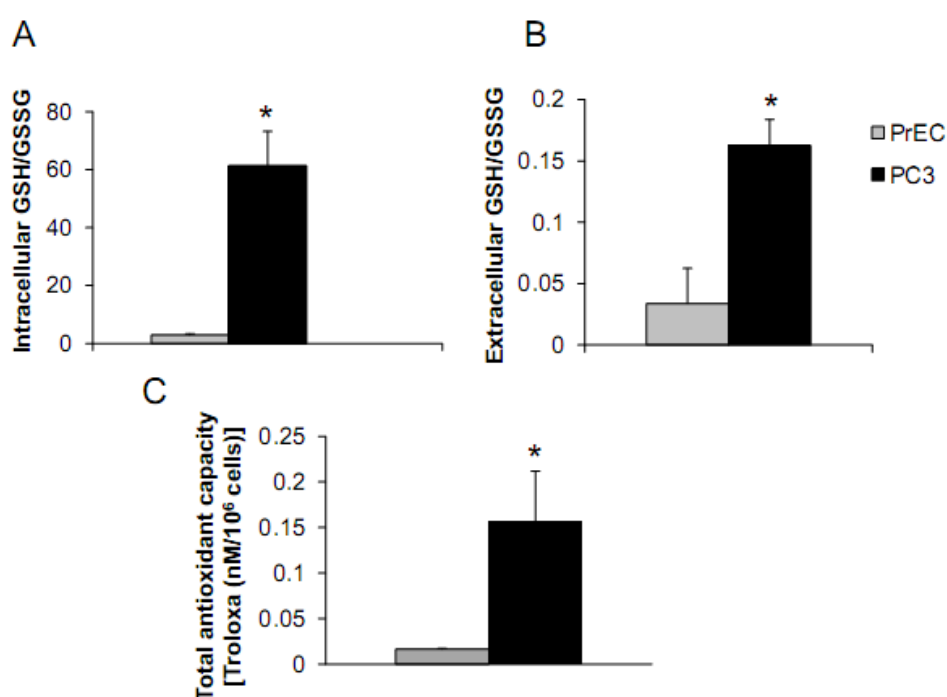 A
Intracellular GSH/GSSG
80
60
40
20
0
*
B
Extracellular GSH/GSSG
0.2
0.15
0.1
0.05
0
*
PrEC
PC3
C
Total antioxidant capacity
[Troloxa (nM/10⁶ cells)]
0.25
0.2
0.15
0.1
0.05
0
*